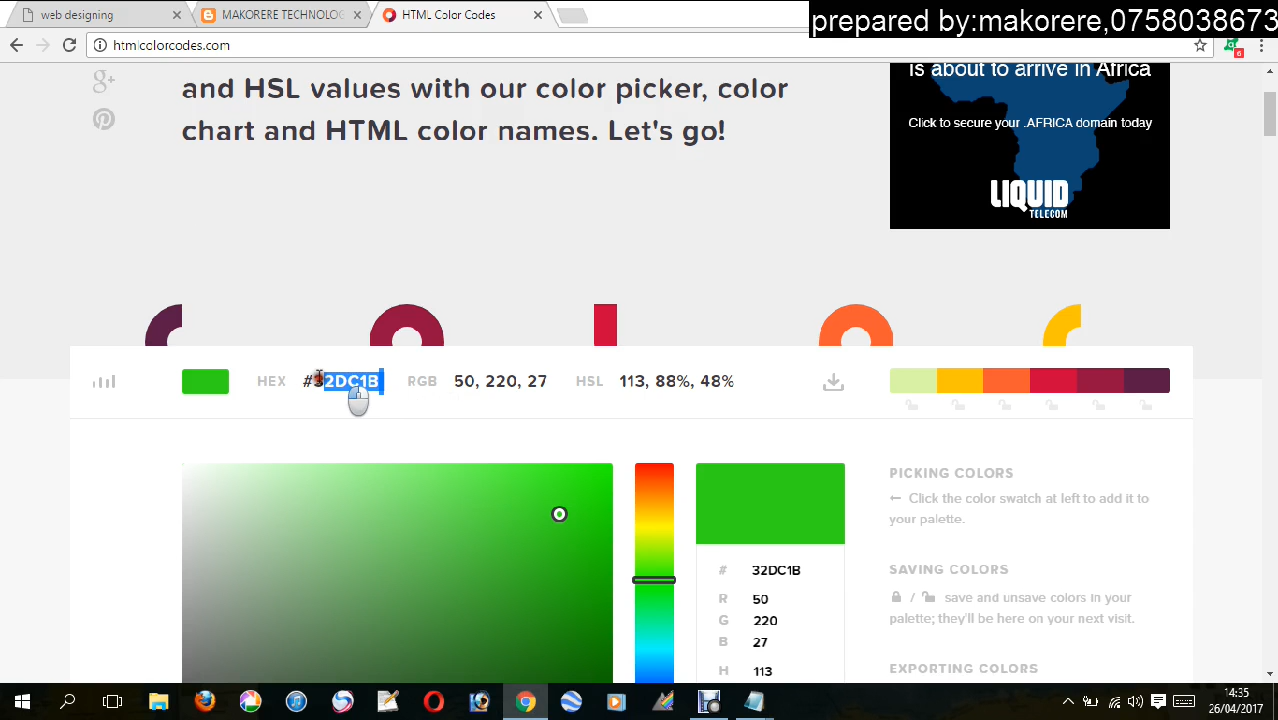 web designing
MAKORERE TECHNOLOG
HTML Color Codes
prepared by:makorere,0758038673
htmlcolorcodes.com
6
g+
and HSL values with our color picker, color
chart and HTML color names. Let's go!
is about to arrive in Africa
Click to secure your .AFRICA domain today
LIQUID
TELECOM
HEX #32DC1B RGB 50, 220, 27 HSL 113, 88%, 48%
# 32DC1B
R 50
G 220
B 27
H 113
PICKING COLORS
← Click the color swatch at left to add it to
your palette.
SAVING COLORS
/ save and unsave colors in your
palette; they'll be here on your next visit.
EXPORTING COLORS
14:35
26/04/2017